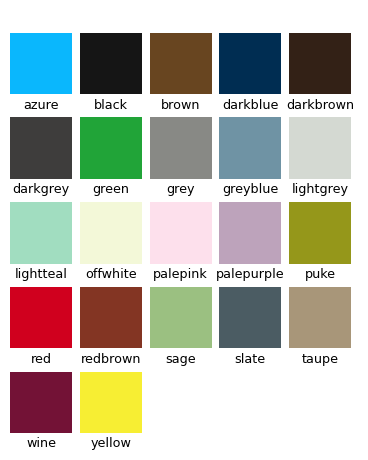 azure black brown darkblue darkbrown
darkgrey green grey greyblue lightgrey
lightteal offwhite palepink palepurple puke
red redbrown sage slate taupe
wine yellow